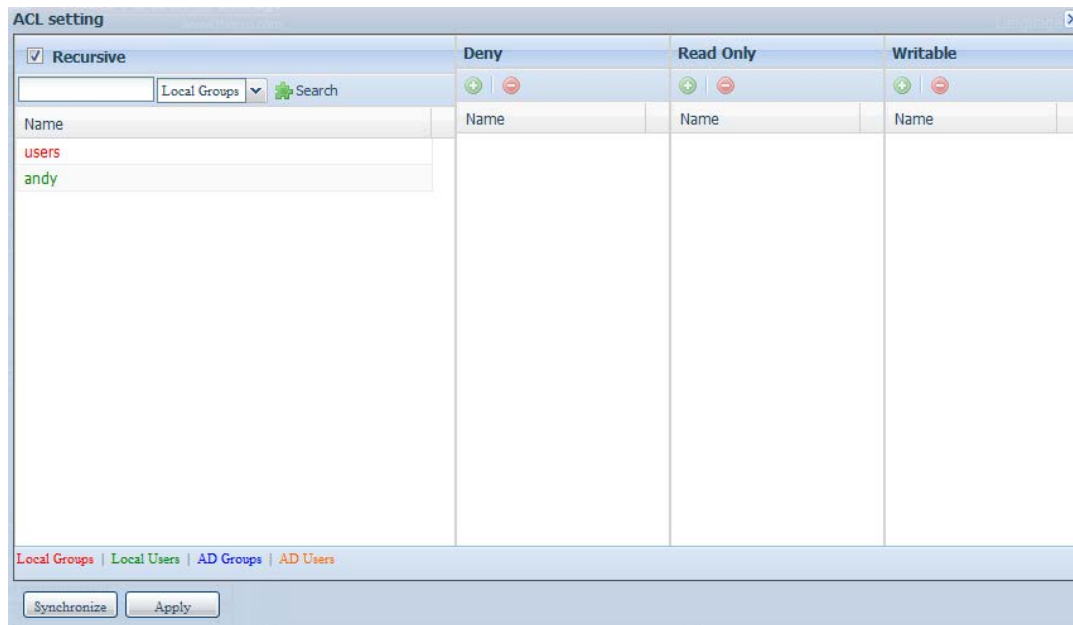 ACL setting
Recursive
Deny
Read Only
Writable
Local Groups
Search
Name
Name
Name
Name
users
andy
Local Groups | Local Users | AD Groups | AD Users
Synchronize
Apply